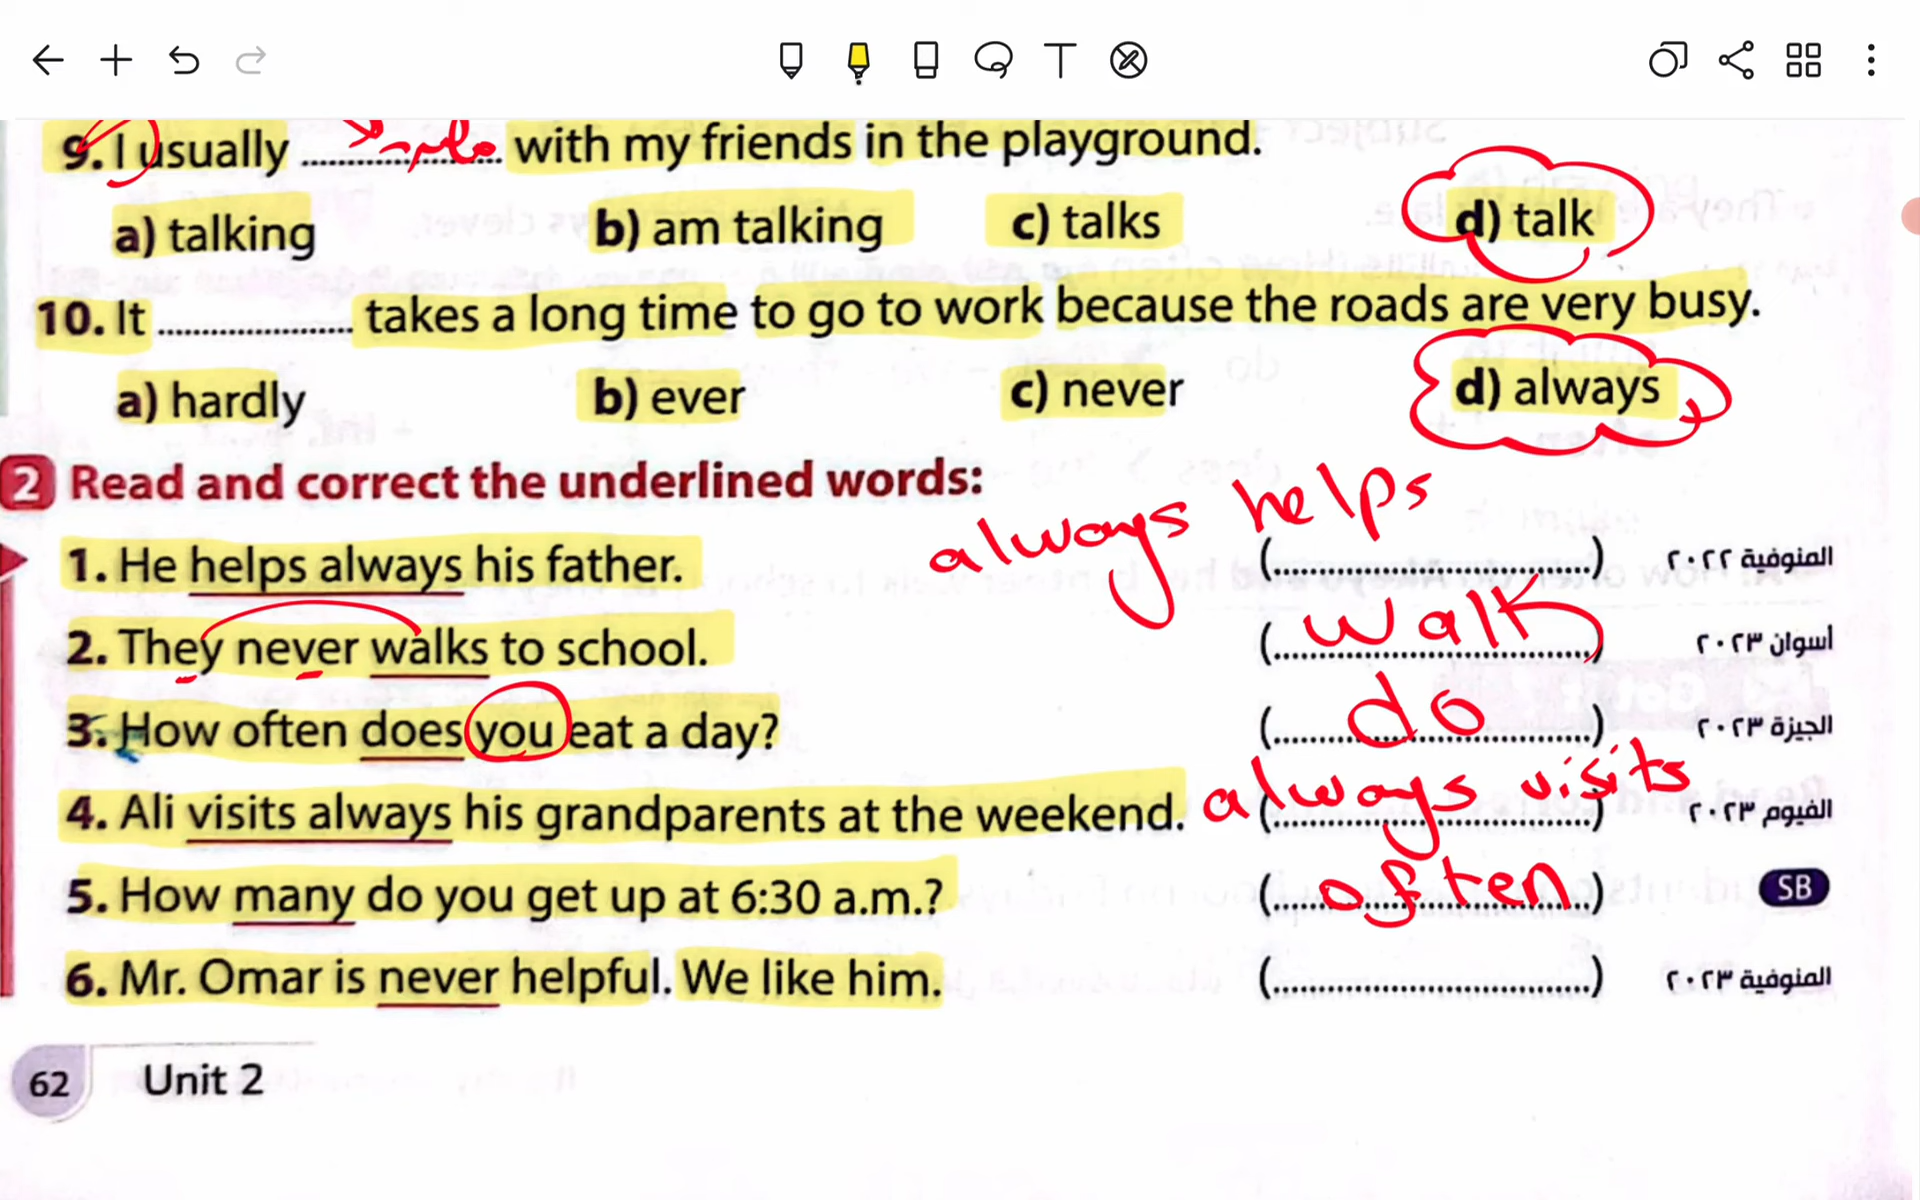 9. I usually .................... with my friends in the playground.
a) talking b) am talking c) talks d) talk
10. It .................... takes a long time to go to work because the roads are very busy.
a) hardly b) ever c) never d) always
2 Read and correct the underlined words:
always helps
1. He helps always his father. (................................) المنوفية ٢٠٢٢
2. They never walks to school. (walk) أسوان ٢٠٢٣
3. How often does you eat a day? (do) الجيزة ٢٠٢٣
4. Ali visits always his grandparents at the weekend. (always visits) الفيوم ٢٠٢٣
5. How many do you get up at 6:30 a.m.? (often) SB
6. Mr. Omar is never helpful. We like him. (................................) المنوفية ٢٠٢٣
62 Unit 2